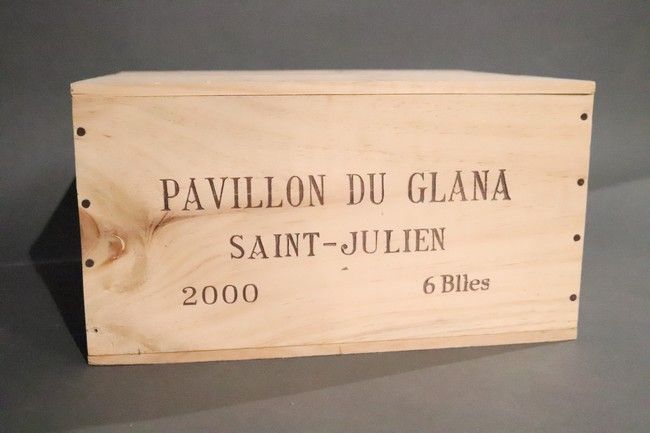 PAVILLON DU GLANA
SAINT-JULIEN
2000 6 Blles